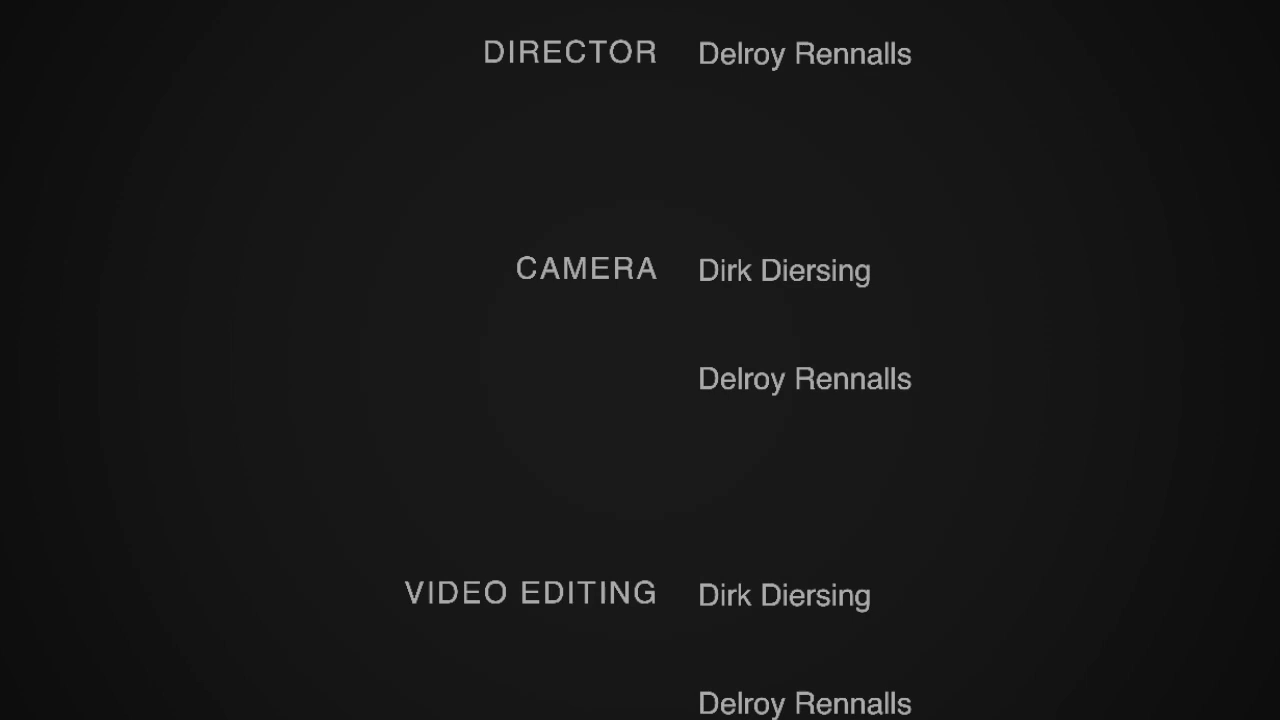 DIRECTOR Delroy Rennalls
CAMERA Dirk Diersing
Delroy Rennalls
VIDEO EDITING Dirk Diersing
Delroy Rennalls